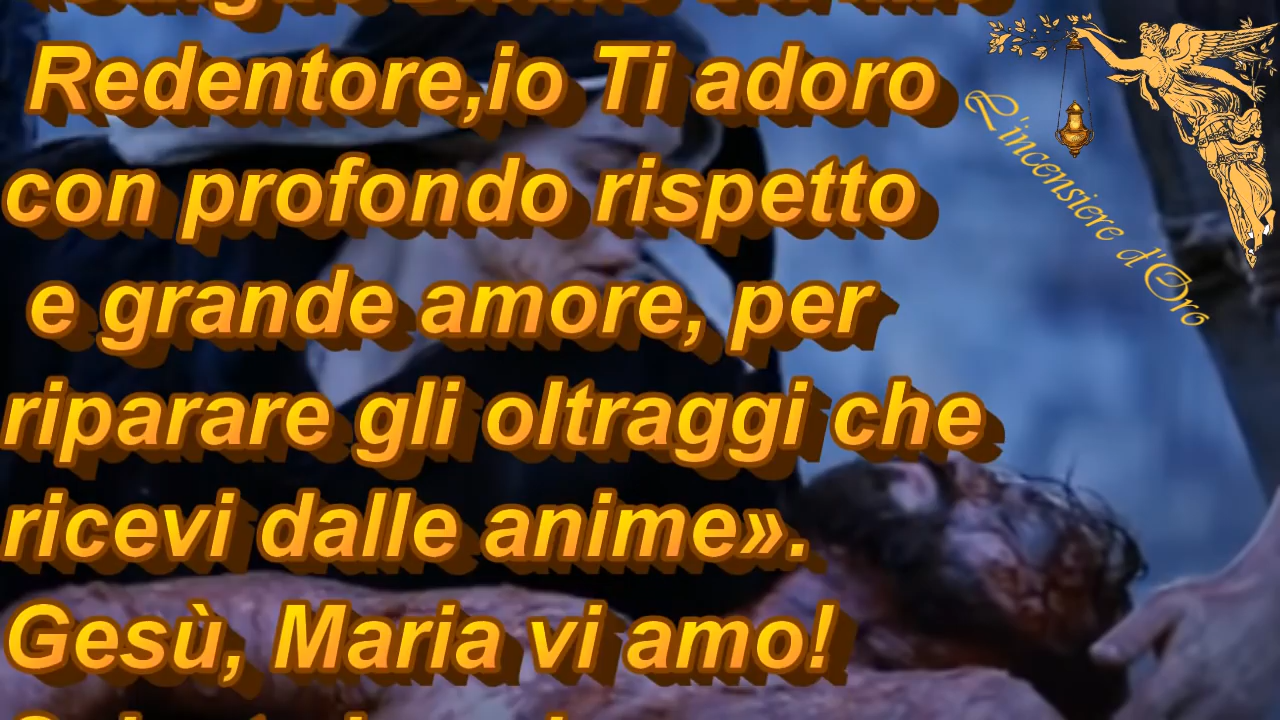 Redentore,io Ti adoro
con profondo rispetto
e grande amore, per
riparare gli oltraggi che
ricevi dalle anime».
Gesù, Maria vi amo!
L'incensiere d'Oro